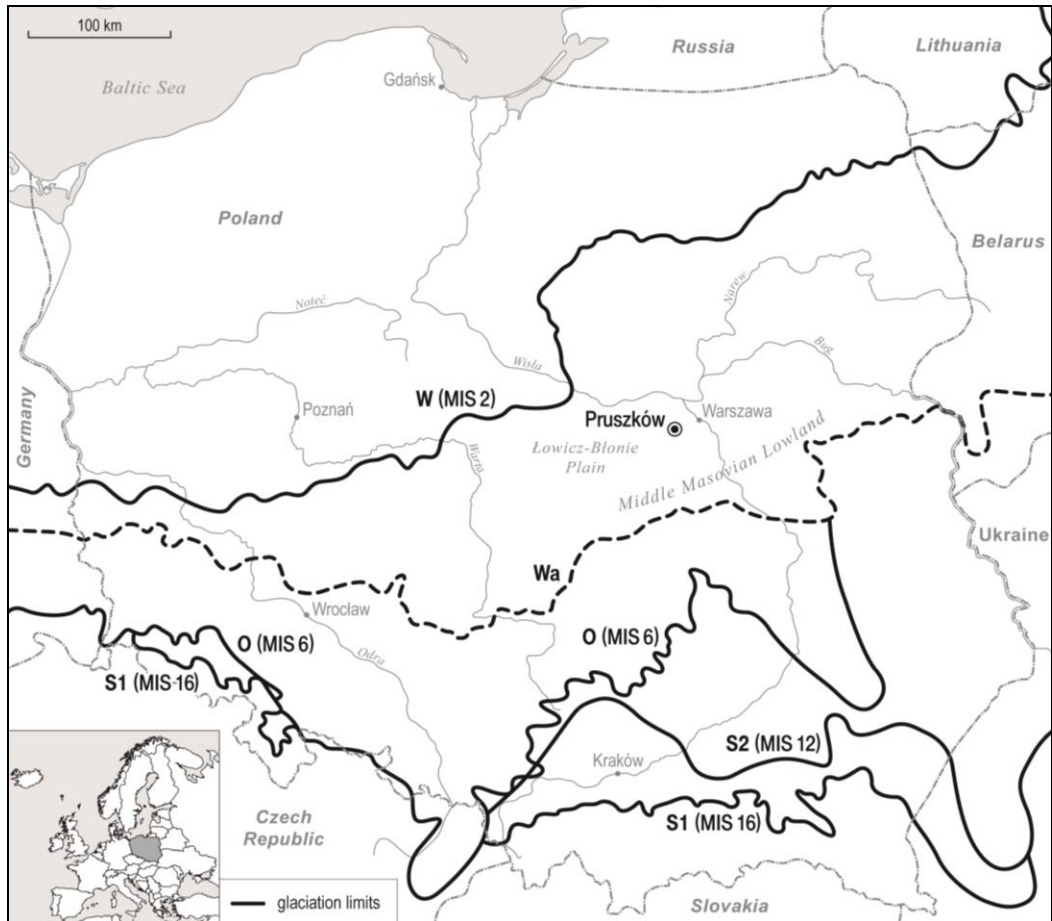 100 km
Russia
Lithuania
Baltic Sea
Gdańsk
Poland
Belarus
Noteć
Narew
Wisła
Bug
Germany
Poznań
W (MIS 2)
Pruszków
Warszawa
Warta
Łowicz-Błonie
Plain
Middle Masovian Lowland
Ukraine
Wa
Wrocław
O (MIS 6)
O (MIS 6)
Odra
S1 (MIS 16)
S2 (MIS 12)
Kraków
Czech
Republic
S1 (MIS 16)
glaciation limits
Slovakia